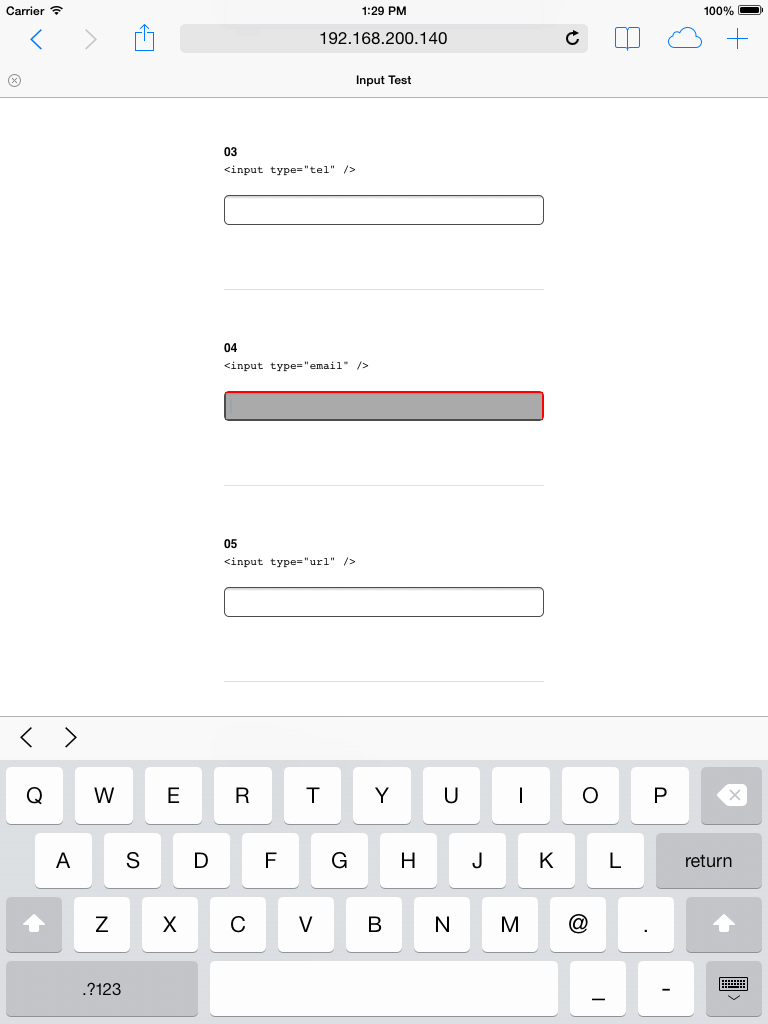 Carrier 1:29 PM 100%
192.168.200.140
Input Test
03
<input type="tel" />
04
<input type="email" />
05
<input type="url" />
Q W E R T Y U I O P
A S D F G H J K L return
Z X C V B N M @ .
.?123 _ -